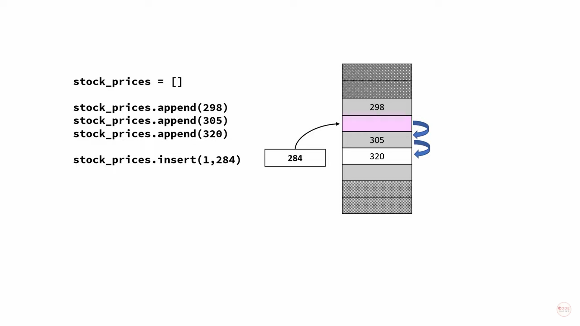 stock_prices = []
stock_prices.append(298)
stock_prices.append(305)
stock_prices.append(320)
stock_prices.insert(1,284)
284
298
305
320